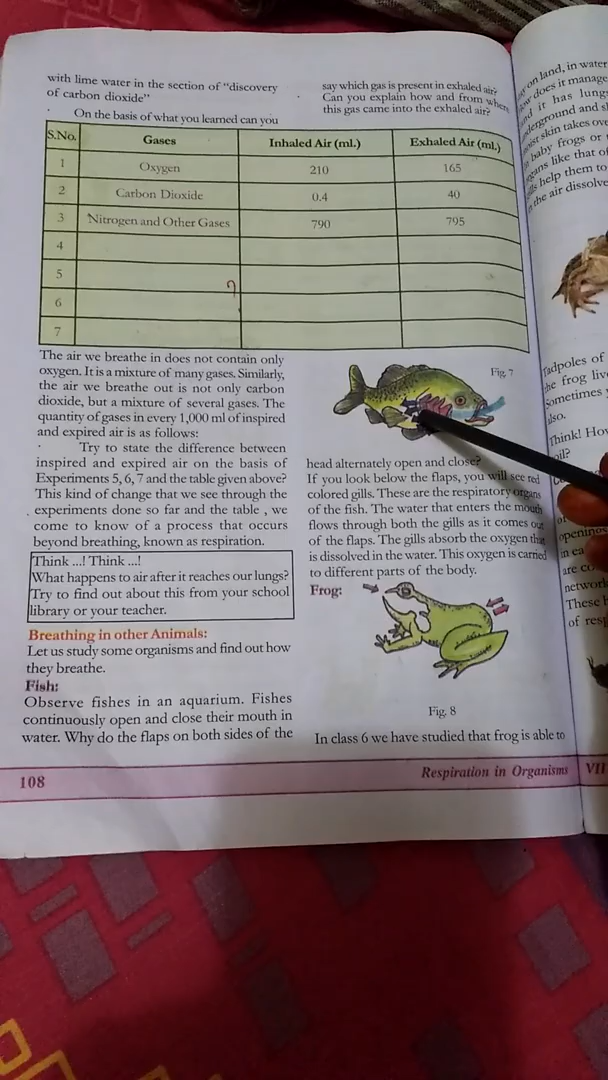 with lime water in the section of "discovery
of carbon dioxide"
On the basis of what you learned can you
say which gas is present in exhaled air?
Can you explain how and from where
this gas came into the exhaled air?
S.No. Gases Inhaled Air (ml.) Exhaled Air (ml.)
1 Oxygen 210 165
2 Carbon Dioxide 0.4 40
3 Nitrogen and Other Gases 790 795
4
5
6
7
The air we breathe in does not contain only
oxygen. It is a mixture of many gases. Similarly,
the air we breathe out is not only carbon
dioxide, but a mixture of several gases. The
quantity of gases in every 1,000 ml of inspired
and expired air is as follows:
Try to state the difference between
inspired and expired air on the basis of
Experiments 5, 6, 7 and the table given above?
This kind of change that we see through the
experiments done so far and the table , we
come to know of a process that occurs
beyond breathing, known as respiration.
Think ...! Think ...!
What happens to air after it reaches our lungs?
Try to find out about this from your school
library or your teacher.
Breathing in other Animals:
Let us study some organisms and find out how
they breathe.
Fish:
Observe fishes in an aquarium. Fishes
continuously open and close their mouth in
water. Why do the flaps on both sides of the
Fig. 7
head alternately open and close?
If you look below the flaps, you will see red
colored gills. These are the respiratory organs
of the fish. The water that enters the mouth
flows through both the gills as it comes out
of the flaps. The gills absorb the oxygen that
is dissolved in the water. This oxygen is carried
to different parts of the body.
Frog:
Fig. 8
In class 6 we have studied that frog is able to
108
Respiration in Organisms
on land, in water
does it manage
it has lungs
underground and
skin takes
baby frogs or
like that of
help them to
the air dissolve
Tadpoles of
the frog
Sometimes
also.
Think!
openings
in
are
network
These
of
VII